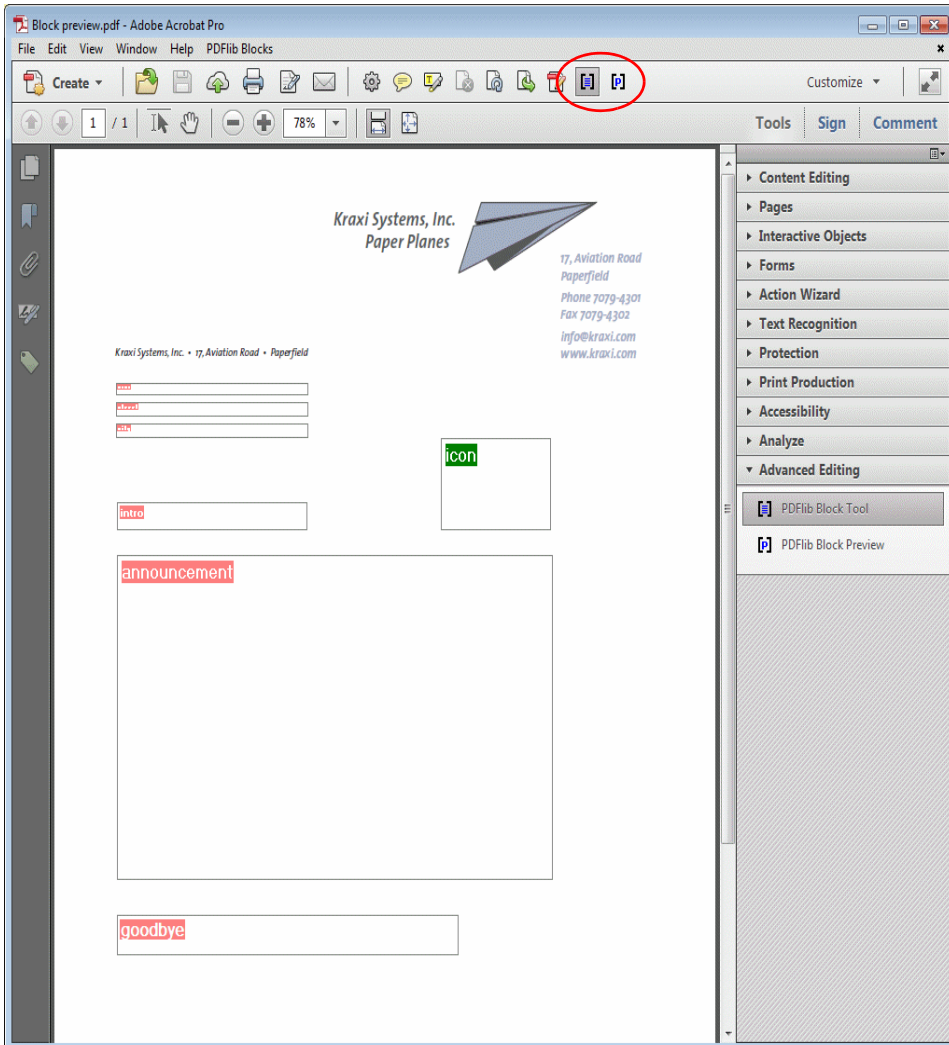 Block preview.pdf - Adobe Acrobat Pro
File Edit View Window Help PDFlib Blocks
Create
Customize
1 / 1
78%
Tools Sign Comment
Content Editing
Pages
Interactive Objects
Forms
Action Wizard
Text Recognition
Protection
Print Production
Accessibility
Analyze
Advanced Editing
PDFlib Block Tool
PDFlib Block Preview
Kraxi Systems, Inc.
Paper Planes
17, Aviation Road
Paperfield
Phone 7079-4301
Fax 7079-4302
info@kraxi.com
www.kraxi.com
Kraxi Systems, Inc. • 17, Aviation Road • Paperfield
icon
intro
announcement
goodbye